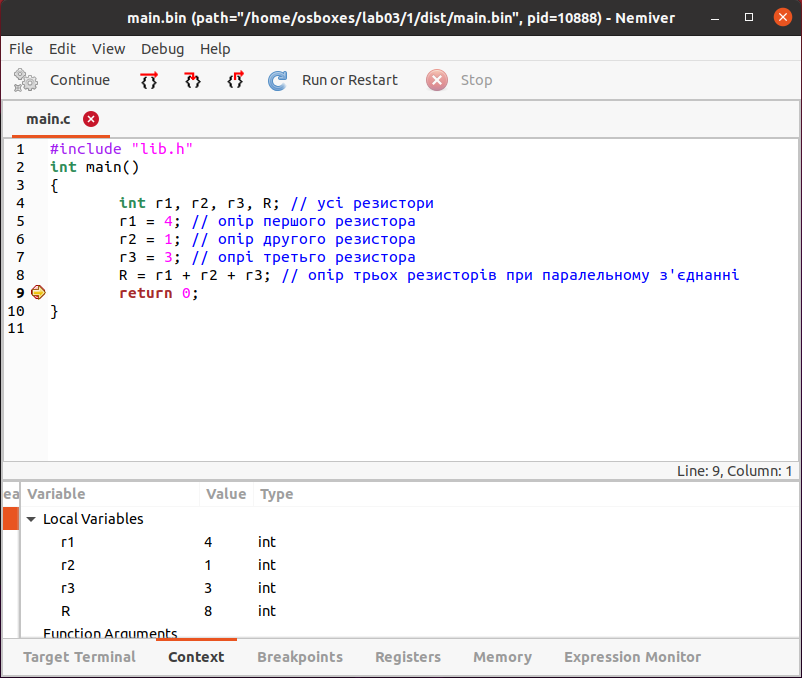 main.bin (path="/home/osboxes/lab03/1/dist/main.bin", pid=10888) - Nemiver
File Edit View Debug Help
Continue Run or Restart Stop
main.c
1 #include "lib.h"
2 int main()
3 {
4 int r1, r2, r3, R; // усі резистори
5 r1 = 4; // опір першого резистора
6 r2 = 1; // опір другого резистора
7 r3 = 3; // опрі третьго резистора
8 R = r1 + r2 + r3; // опір трьох резисторів при паралельному з'єднанні
9 return 0;
10 }
11
Line: 9, Column: 1
Variable Value Type
Local Variables
r1 4 int
r2 1 int
r3 3 int
R 8 int
Function Arguments
Target Terminal Context Breakpoints Registers Memory Expression Monitor